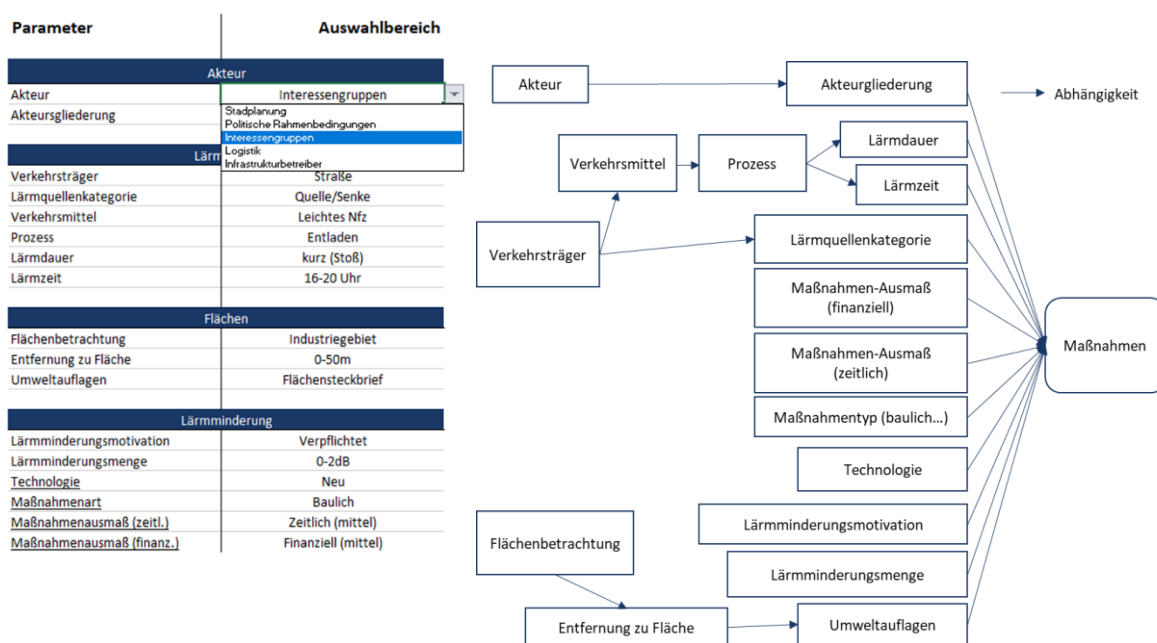 Parameter Auswahlbereich
Akteur
Akteur Interessengruppen
Akteursgliederung
Stadplanung
Politische Rahmenbedingungen
Interessengruppen
Logistik
Infrastrukturbetreiber
Lärm
Verkehrsträger Straße
Lärmquellenkategorie Quelle/Senke
Verkehrsmittel Leichtes Nfz
Prozess Entladen
Lärmdauer kurz (Stoß)
Lärmzeit 16-20 Uhr
Flächen
Flächenbetrachtung Industriegebiet
Entfernung zu Fläche 0-50m
Umweltauflagen Flächensteckbrief
Lärmminderung
Lärmminderungsmotivation Verpflichtet
Lärmminderungsmenge 0-2dB
Technologie Neu
Maßnahmenart Baulich
Maßnahmenausmaß (zeitl.) Zeitlich (mittel)
Maßnahmenausmaß (finanz.) Finanziell (mittel)
Akteur
Akteurgliederung
Abhängigkeit
Lärmdauer
Verkehrsmittel
Prozess
Lärmzeit
Verkehrsträger
Lärmquellenkategorie
Maßnahmen-Ausmaß
(finanziell)
Maßnahmen-Ausmaß
(zeitlich)
Maßnahmen
Maßnahmentyp (baulich…)
Technologie
Lärmminderungsmotivation
Flächenbetrachtung
Lärmminderungsmenge
Entfernung zu Fläche
Umweltauflagen